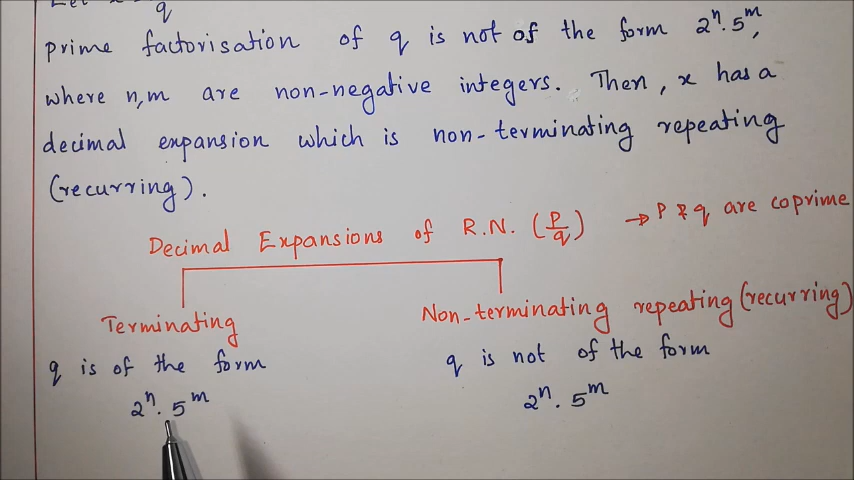 q
prime factorisation of q is not of the form 2ⁿ.5ᵐ,
where n,m are non-negative integers. Then, x has a
decimal expansion which is non-terminating repeating
(recurring).
Decimal Expansions of R.N. (p/q) → P & q are coprime
Terminating
Non-terminating repeating (recurring)
q is of the form
2ⁿ. 5ᵐ
q is not of the form
2ⁿ. 5ᵐ